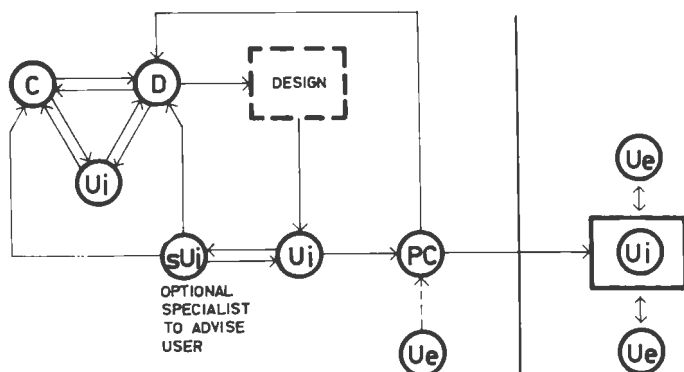 C
D
DESIGN
Ui
Ue
sUi
Ui
PC
Ui
OPTIONAL
SPECIALIST
TO ADVISE
USER
Ue
Ue